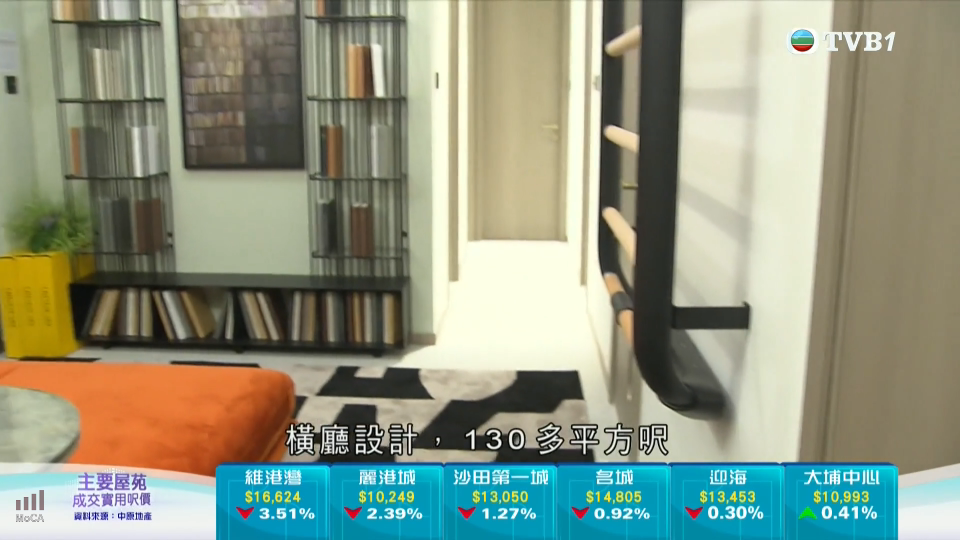 TVB1
橫廳設計，130多平方呎
主要屋苑
成交實用呎價
資料來源：中原地產
MoCA
維港灣
$16,624
3.51%
麗港城
$10,249
2.39%
沙田第一城
$13,050
1.27%
名城
$14,805
0.92%
迎海
$13,453
0.30%
大埔中心
$10,993
0.41%